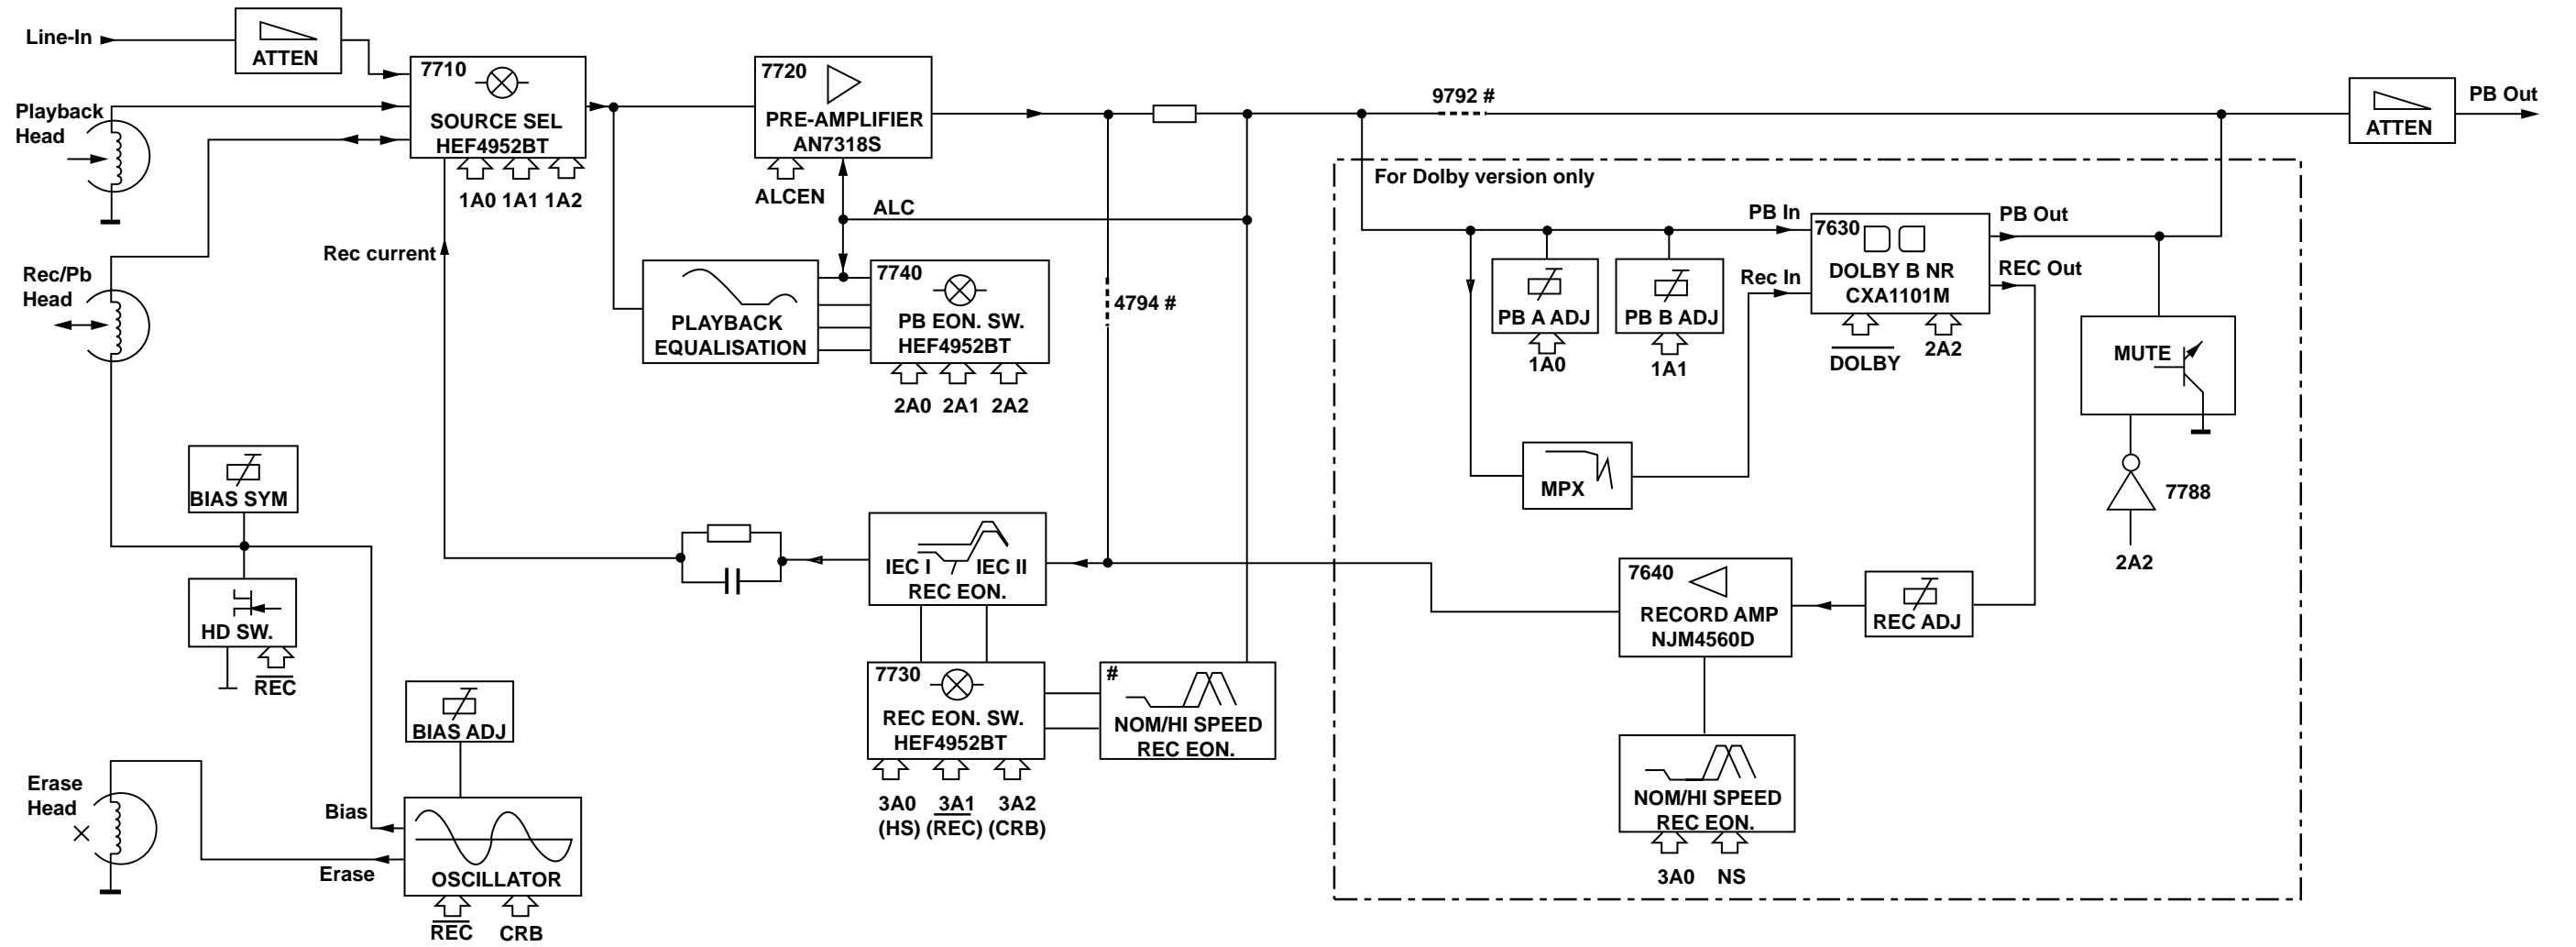 Line-In
ATTEN
7710
SOURCE SEL
HEF4952BT
1A0 1A1 1A2
Playback
Head
Rec/Pb
Head
Rec current
7720
PRE-AMPLIFIER
AN7318S
ALCEN
ALC
PLAYBACK
EQUALISATION
7740
PB EON. SW.
HEF4952BT
2A0 2A1 2A2
4794 #
9792 #
ATTEN
PB Out
For Dolby version only
PB In
7630
PB Out
Rec In
DOLBY B NR
CXA1101M
REC Out
DOLBY
2A2
PB A ADJ
1A0
PB B ADJ
1A1
MUTE
7788
2A2
MPX
BIAS SYM
HD SW.
REC
IEC I
IEC II
REC EON.
7640
RECORD AMP
NJM4560D
REC ADJ
7730
REC EON. SW.
HEF4952BT
3A0 3A1 3A2
(HS) (REC) (CRB)
#
NOM/HI SPEED
REC EON.
NOM/HI SPEED
REC EON.
3A0 NS
BIAS ADJ
Erase
Head
Bias
Erase
OSCILLATOR
REC CRB